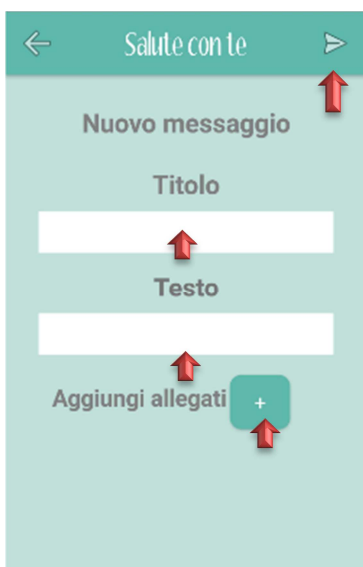 Salute con te
Nuovo messaggio
Titolo
Testo
Aggiungi allegati +